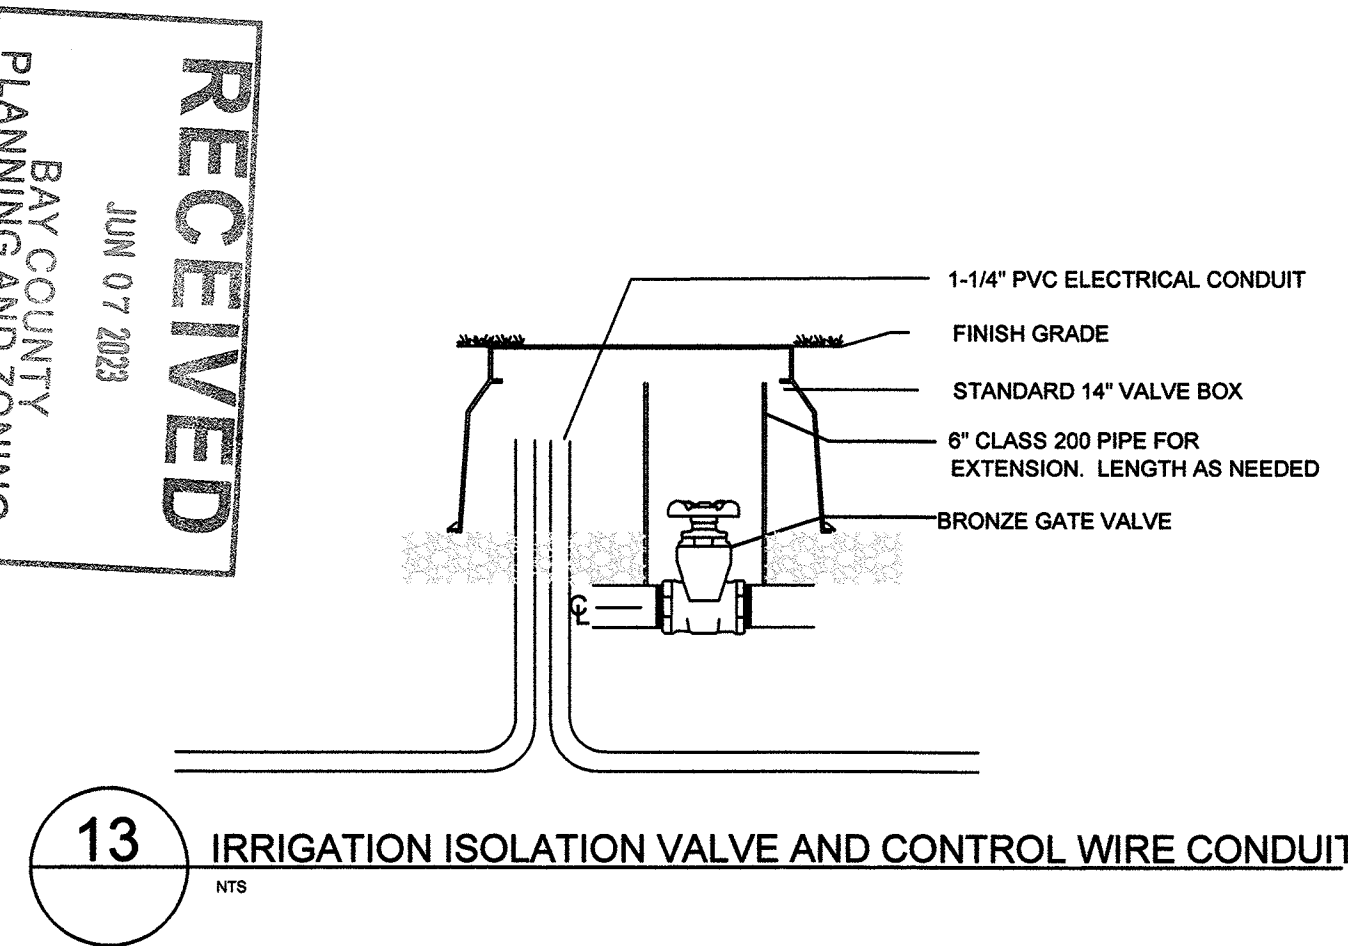 RECEIVED
JUN 07 2023
BAY COUNTY
PLANNING AND ZONING
1-1/4" PVC ELECTRICAL CONDUIT
FINISH GRADE
STANDARD 14" VALVE BOX
6" CLASS 200 PIPE FOR
EXTENSION. LENGTH AS NEEDED
BRONZE GATE VALVE
CL
13
IRRIGATION ISOLATION VALVE AND CONTROL WIRE CONDUIT
NTS